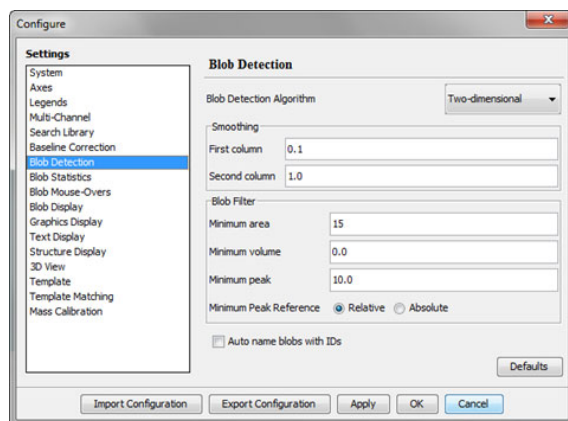 Configure
Settings
System
Axes
Legends
Multi-Channel
Search Library
Baseline Correction
Blob Detection
Blob Statistics
Blob Mouse-Overs
Blob Display
Graphics Display
Text Display
Structure Display
3D View
Template
Template Matching
Mass Calibration
Blob Detection
Blob Detection Algorithm Two-dimensional
Smoothing
First column 0.1
Second column 1.0
Blob Filter
Minimum area 15
Minimum volume 0.0
Minimum peak 10.0
Minimum Peak Reference Relative Absolute
Auto name blobs with IDs
Defaults
Import Configuration Export Configuration Apply OK Cancel